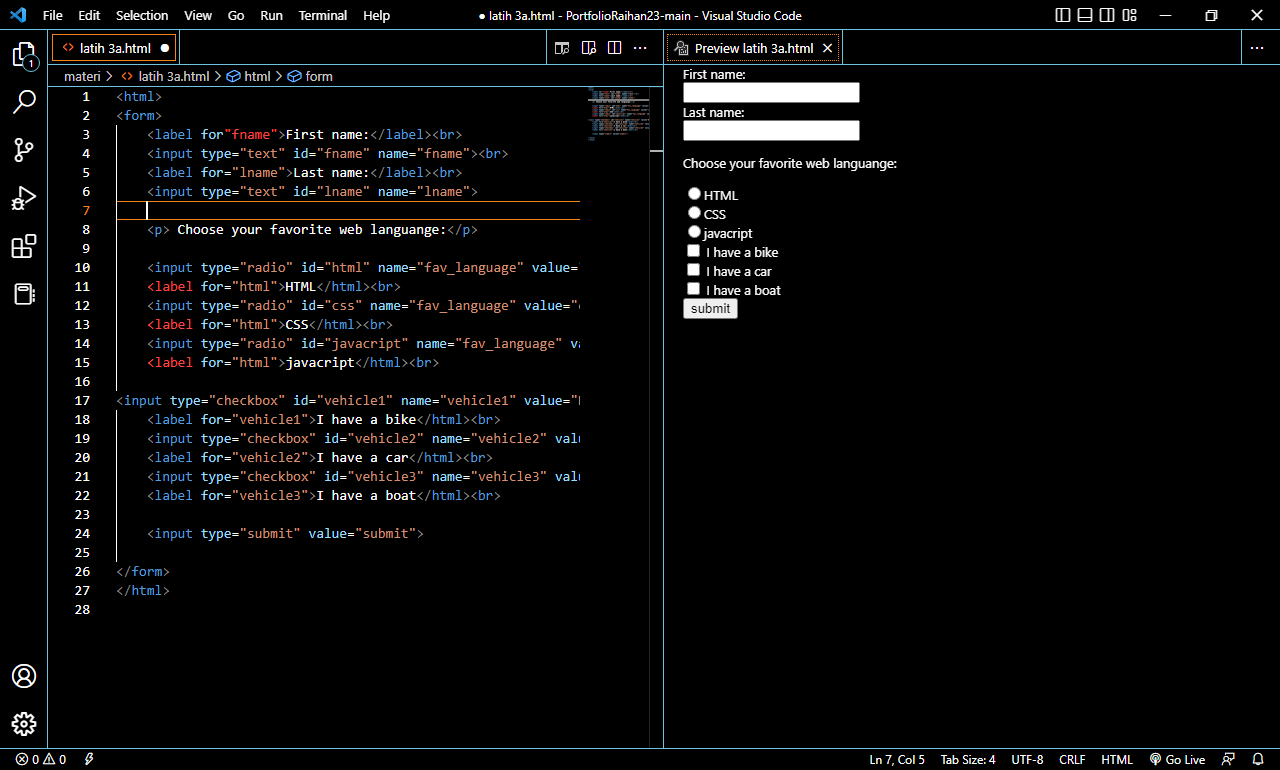 File Edit Selection View Go Run Terminal Help ● latih 3a.html - PortfolioRaihan23-main - Visual Studio Code
<> latih 3a.html ● ··· Preview latih 3a.html × ···
1
materi > <> latih 3a.html > html > form
1 <html>
2 <form>
3 <label for"fname">First name:</label><br>
4 <input type="text" id="fname" name="fname"><br>
5 <label for="lname">Last name:</label><br>
6 <input type="text" id="lname" name="lname">
7
8 <p> Choose your favorite web languange:</p>
9
10 <input type="radio" id="html" name="fav_language" value=
11 <label for="html">HTML</html><br>
12 <input type="radio" id="css" name="fav_language" value="
13 <label for="html">CSS</html><br>
14 <input type="radio" id="javacript" name="fav_language" va
15 <label for="html">javacript</html><br>
16
17 <input type="checkbox" id="vehicle1" name="vehicle1" value="
18 <label for="vehicle1">I have a bike</html><br>
19 <input type="checkbox" id="vehicle2" name="vehicle2" valu
20 <label for="vehicle2">I have a car</html><br>
21 <input type="checkbox" id="vehicle3" name="vehicle3" valu
22 <label for="vehicle3">I have a boat</html><br>
23
24 <input type="submit" value="submit">
25
26 </form>
27 </html>
28
First name:
Last name:
Choose your favorite web languange:
HTML
CSS
javacript
I have a bike
I have a car
I have a boat
submit
0 0 Ln 7, Col 5 Tab Size: 4 UTF-8 CRLF HTML Go Live